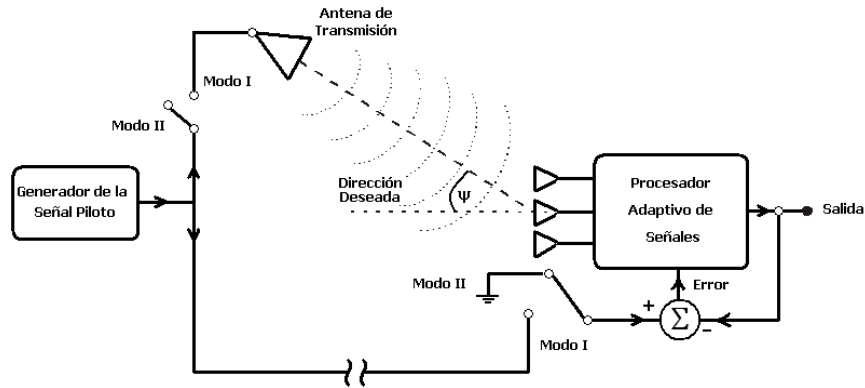 Antena de
Transmisión
Modo I
Modo II
Generador de la
Señal Piloto
Dirección
Deseada
Ψ
Procesador
Adaptivo de
Señales
Salida
Modo II
Error
+
Σ
-
Modo I